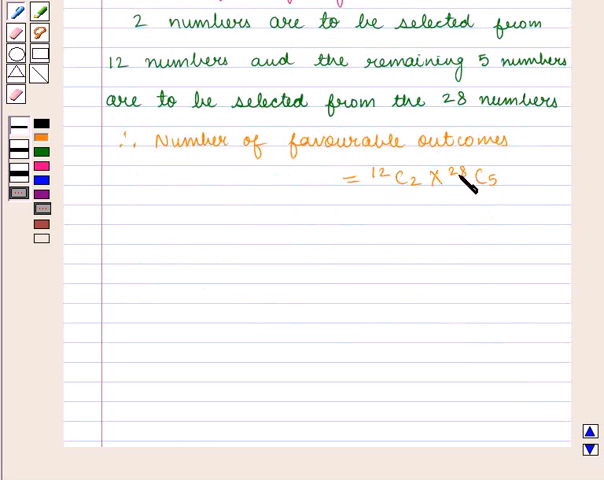 2 numbers are to be selected from
12 numbers and the remaining 5 numbers
are to be selected from the 28 numbers
∴ Number of favourable outcomes
= ¹²C₂ X ²⁸C₅